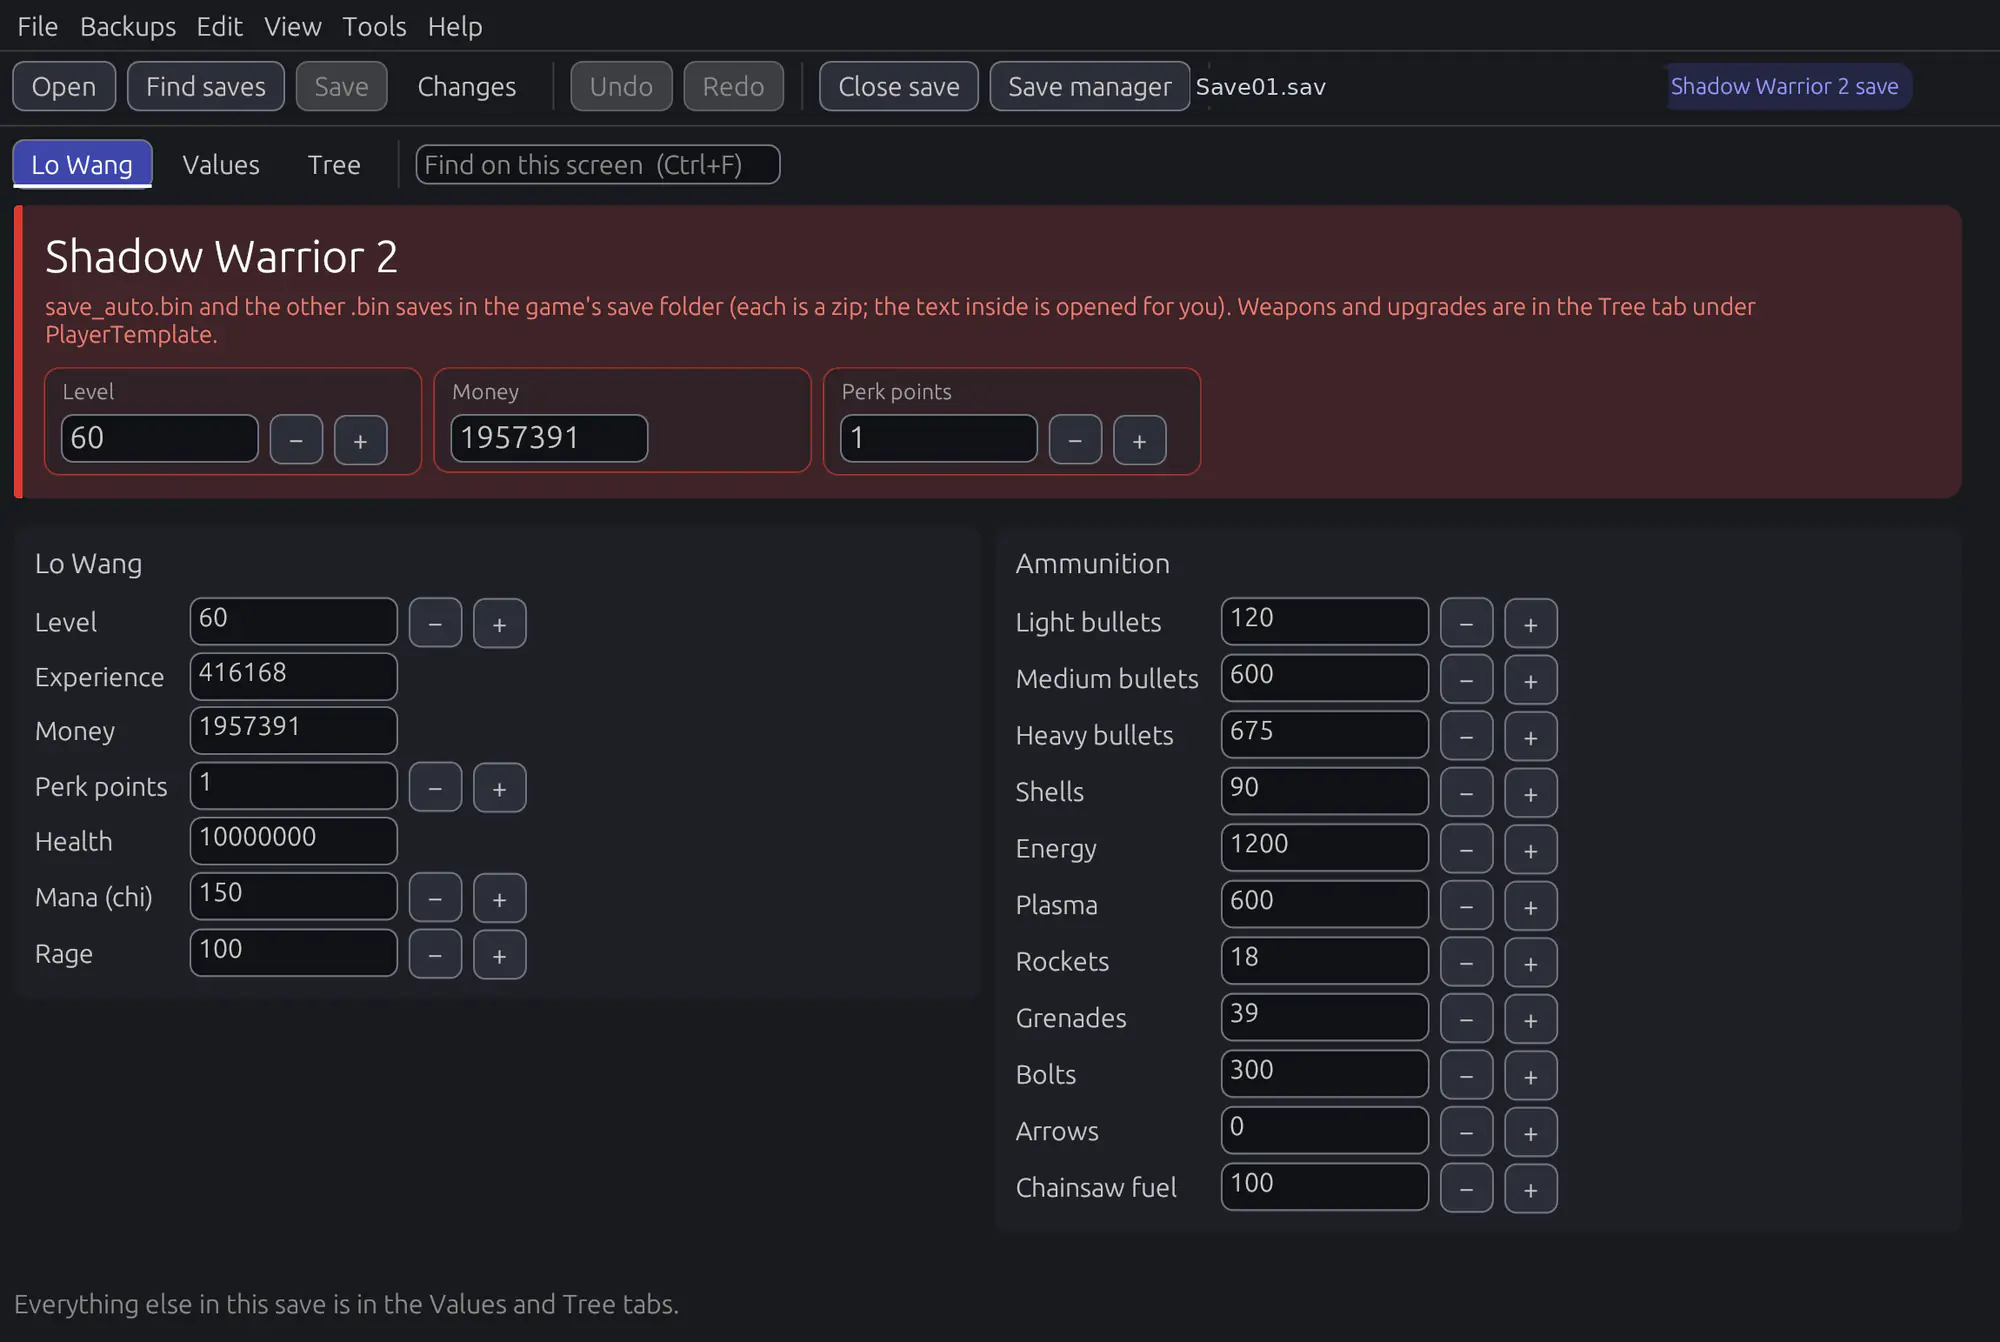 File Backups Edit View Tools Help
Open Find saves Save Changes Undo Redo Close save Save manager Save01.sav Shadow Warrior 2 save
Lo Wang Values Tree Find on this screen (Ctrl+F)
Shadow Warrior 2
save_auto.bin and the other .bin saves in the game's save folder (each is a zip; the text inside is opened for you). Weapons and upgrades are in the Tree tab under
PlayerTemplate.
Level Money Perk points
60 − + 1957391 1 − +
Lo Wang
Level 60 − +
Experience 416168
Money 1957391
Perk points 1 − +
Health 10000000
Mana (chi) 150 − +
Rage 100 − +
Ammunition
Light bullets 120 − +
Medium bullets 600 − +
Heavy bullets 675 − +
Shells 90 − +
Energy 1200 − +
Plasma 600 − +
Rockets 18 − +
Grenades 39 − +
Bolts 300 − +
Arrows 0 − +
Chainsaw fuel 100 − +
Everything else in this save is in the Values and Tree tabs.